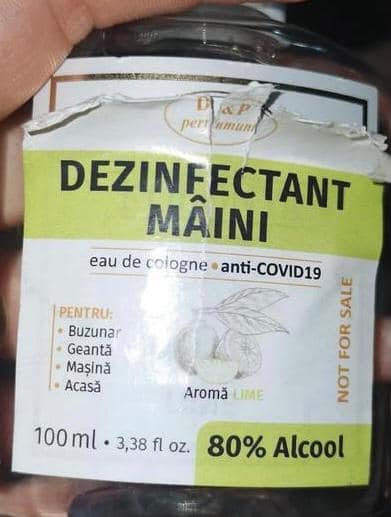 D & P
perfumum
DEZINFECTANT
MÂINI
eau de cologne • anti-COVID19
PENTRU:
• Buzunar
• Geantă
• Mașină
• Acasă
Aromă LIME
NOT FOR SALE
100 ml • 3,38 fl oz.
80% Alcool